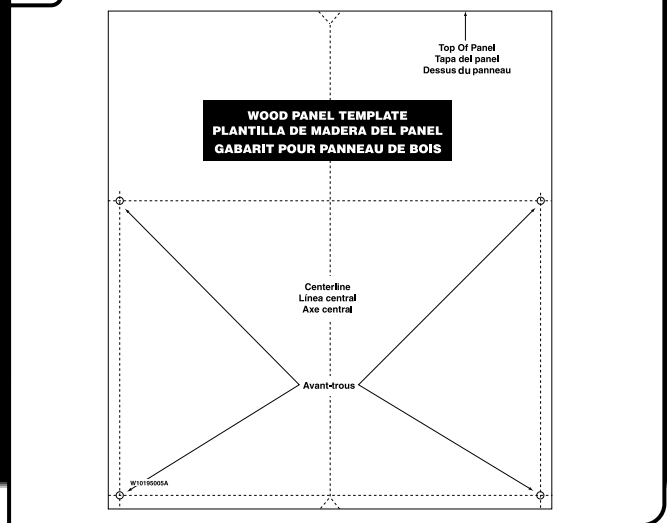 Top Of Panel
Tapa del panel
Dessus du panneau
WOOD PANEL TEMPLATE
PLANTILLA DE MADERA DEL PANEL
GABARIT POUR PANNEAU DE BOIS
Centerline
Línea central
Axe central
Avant-trous
W10195005A